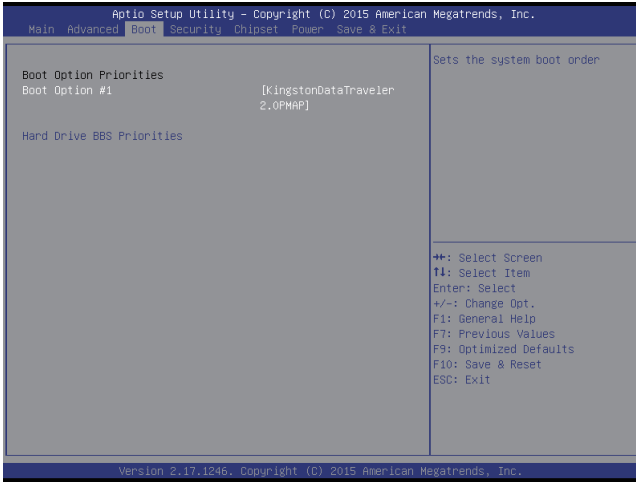 Aptio Setup Utility – Copyright (C) 2015 American Megatrends, Inc.
Main Advanced Boot Security Chipset Power Save & Exit
Boot Option Priorities
Boot Option #1 [KingstonDataTraveler
2.0PMAP]
Hard Drive BBS Priorities
Sets the system boot order
→←: Select Screen
↑↓: Select Item
Enter: Select
+/-: Change Opt.
F1: General Help
F7: Previous Values
F9: Optimized Defaults
F10: Save & Reset
ESC: Exit
Version 2.17.1246. Copyright (C) 2015 American Megatrends, Inc.